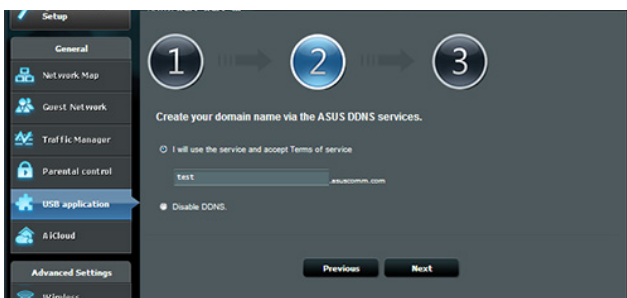 Setup
General
1
2
3
Network Map
Guest Network
Create your domain name via the ASUS DDNS services.
Traffic Manager
I will use the service and accept Terms of service
Parental control
test
.asuscomm.com
USB application
Disable DDNS.
AiCloud
Previous
Next
Advanced Settings
Wireless